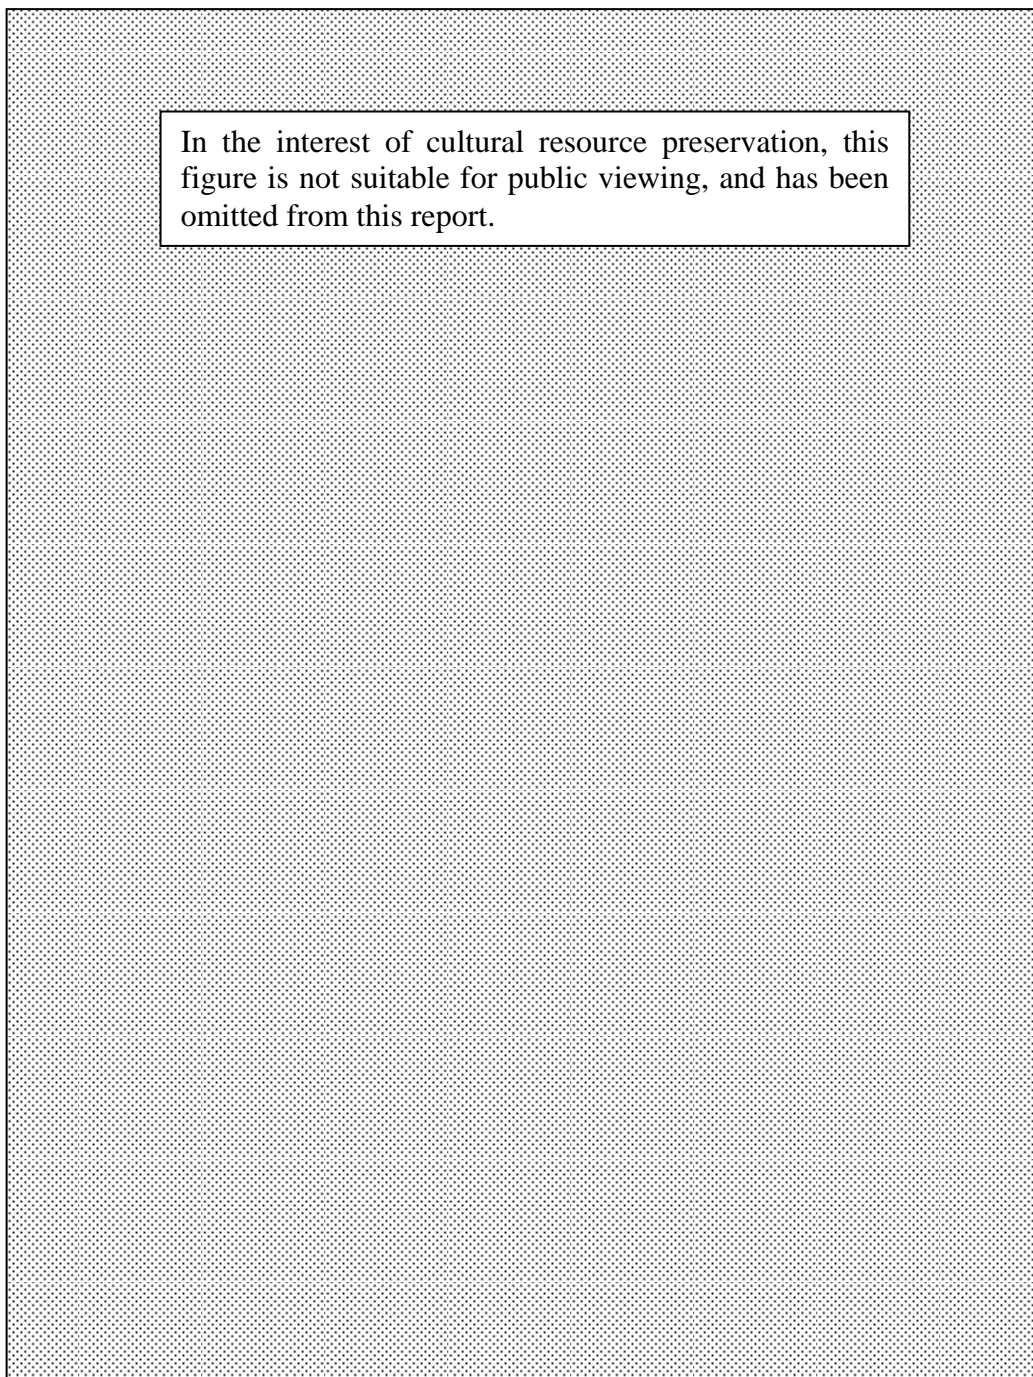 In the interest of cultural resource preservation, this
figure is not suitable for public viewing, and has been
omitted from this report.